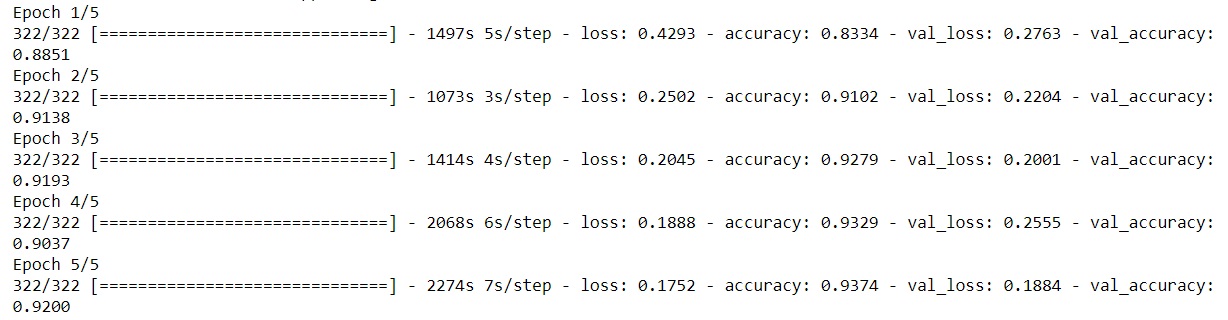 Epoch 1/5
322/322 [==============================] - 1497s 5s/step - loss: 0.4293 - accuracy: 0.8334 - val_loss: 0.2763 - val_accuracy:
0.8851
Epoch 2/5
322/322 [==============================] - 1073s 3s/step - loss: 0.2502 - accuracy: 0.9102 - val_loss: 0.2204 - val_accuracy:
0.9138
Epoch 3/5
322/322 [==============================] - 1414s 4s/step - loss: 0.2045 - accuracy: 0.9279 - val_loss: 0.2001 - val_accuracy:
0.9193
Epoch 4/5
322/322 [==============================] - 2068s 6s/step - loss: 0.1888 - accuracy: 0.9329 - val_loss: 0.2555 - val_accuracy:
0.9037
Epoch 5/5
322/322 [==============================] - 2274s 7s/step - loss: 0.1752 - accuracy: 0.9374 - val_loss: 0.1884 - val_accuracy:
0.9200